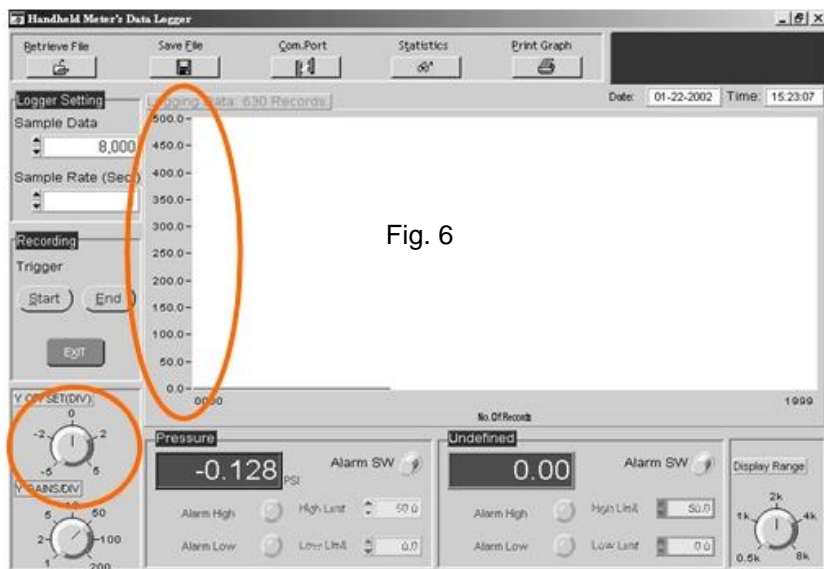 Handheld Meter's Data Logger
Retrieve File Save File Com.Port Statistics Print Graph
Logger Setting
Logging Data: 630 Records
Date: 01-22-2002 Time: 15:23:07
Sample Data
8,000
Sample Rate (Sec)
500.0
450.0
400.0
350.0
300.0
250.0
200.0
150.0
100.0
50.0
0.0
Fig. 6
Recording
Trigger
Start End
EXIT
0000 1999
No. Of Records
Y OFFSET(DIV)
0
-2 2
-5 5
Y GAINS/DIV
10
5 50
2 100
1 200
Pressure
-0.128 PSI
Alarm SW
Alarm High High Limit 50.0
Alarm Low Low Limit 0.0
Undefined
0.00
Alarm SW
Alarm High High Limit 50.0
Alarm Low Low Limit 0.0
Display Range
2k
1k 4k
0.5k 8k